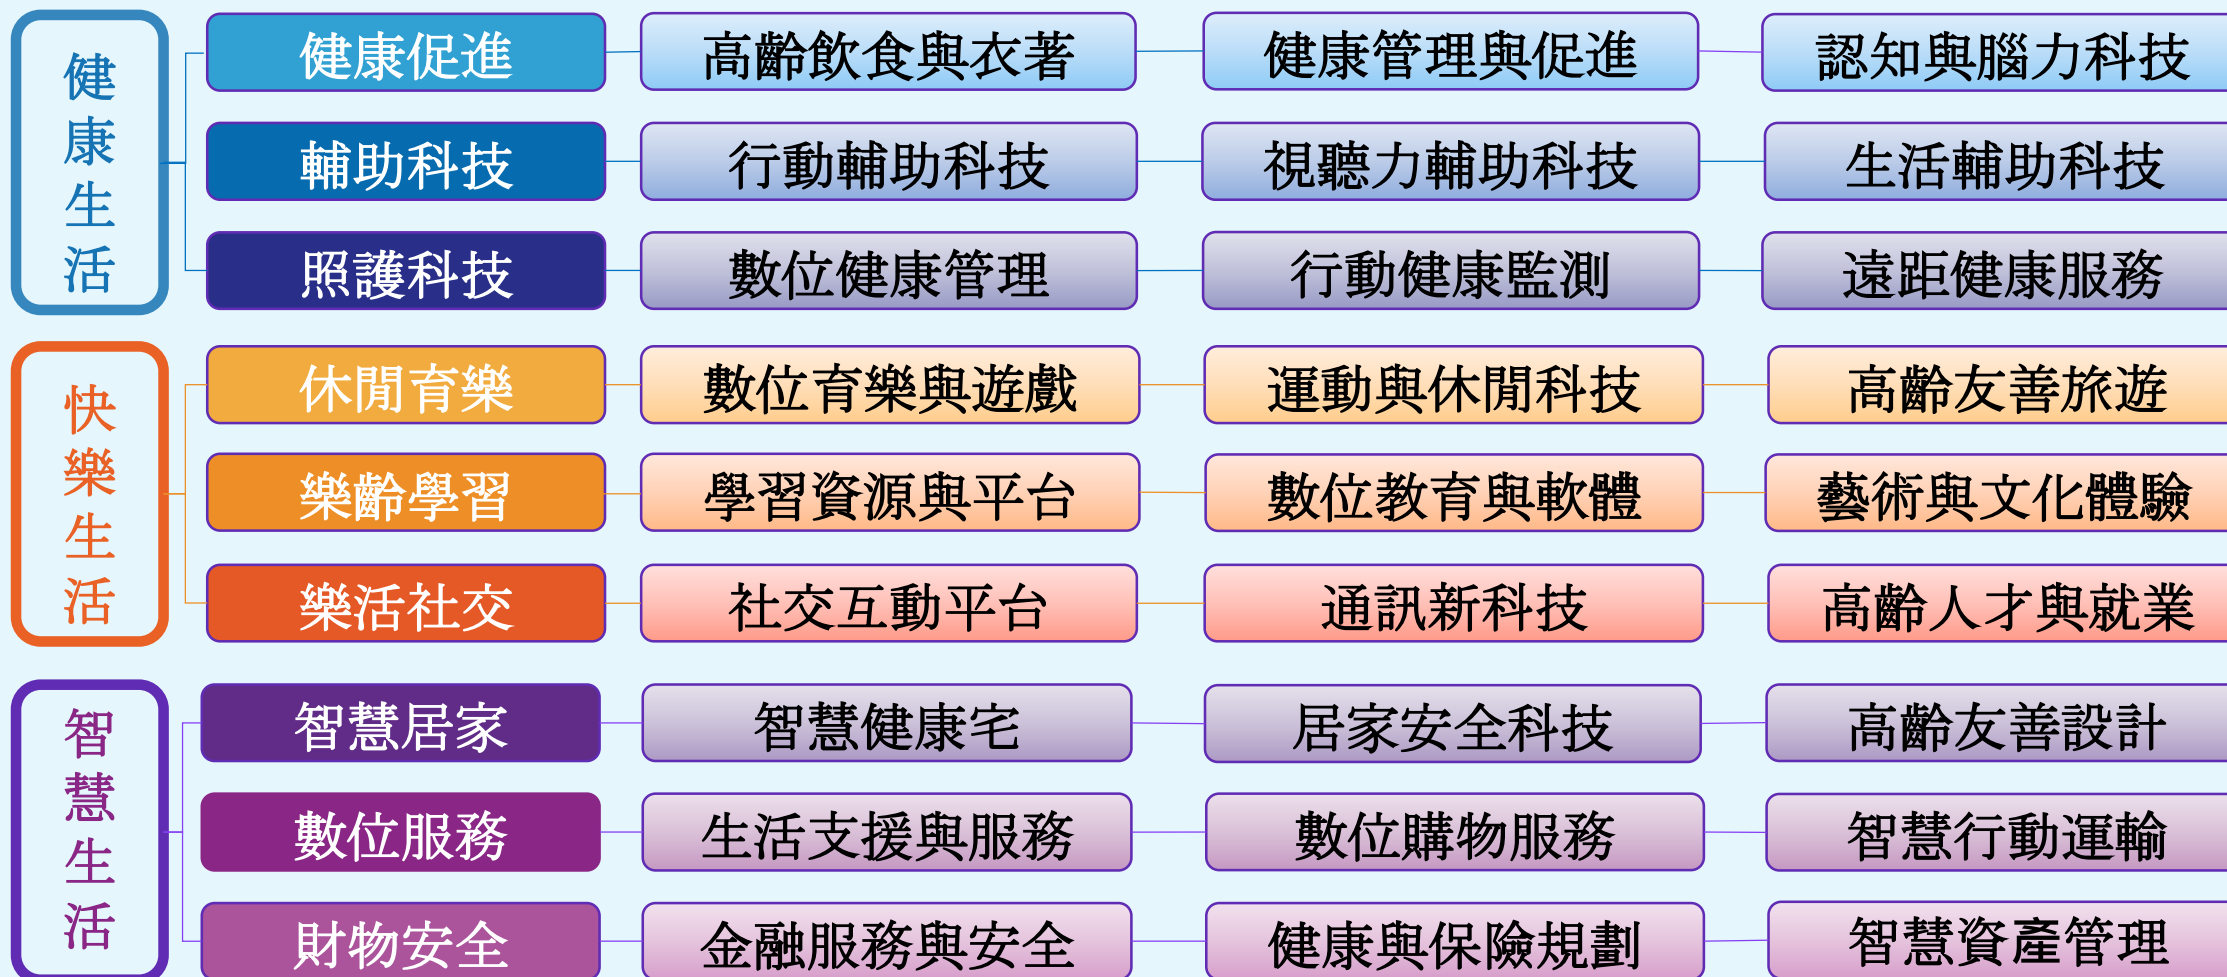 健康生活
健康促進 高齡飲食與衣著 健康管理與促進 認知與腦力科技
輔助科技 行動輔助科技 視聽力輔助科技 生活輔助科技
照護科技 數位健康管理 行動健康監測 遠距健康服務
快樂生活
休閒育樂 數位育樂與遊戲 運動與休閒科技 高齡友善旅遊
樂齡學習 學習資源與平台 數位教育與軟體 藝術與文化體驗
樂活社交 社交互動平台 通訊新科技 高齡人才與就業
智慧生活
智慧居家 智慧健康宅 居家安全科技 高齡友善設計
數位服務 生活支援與服務 數位購物服務 智慧行動運輸
財物安全 金融服務與安全 健康與保險規劃 智慧資產管理